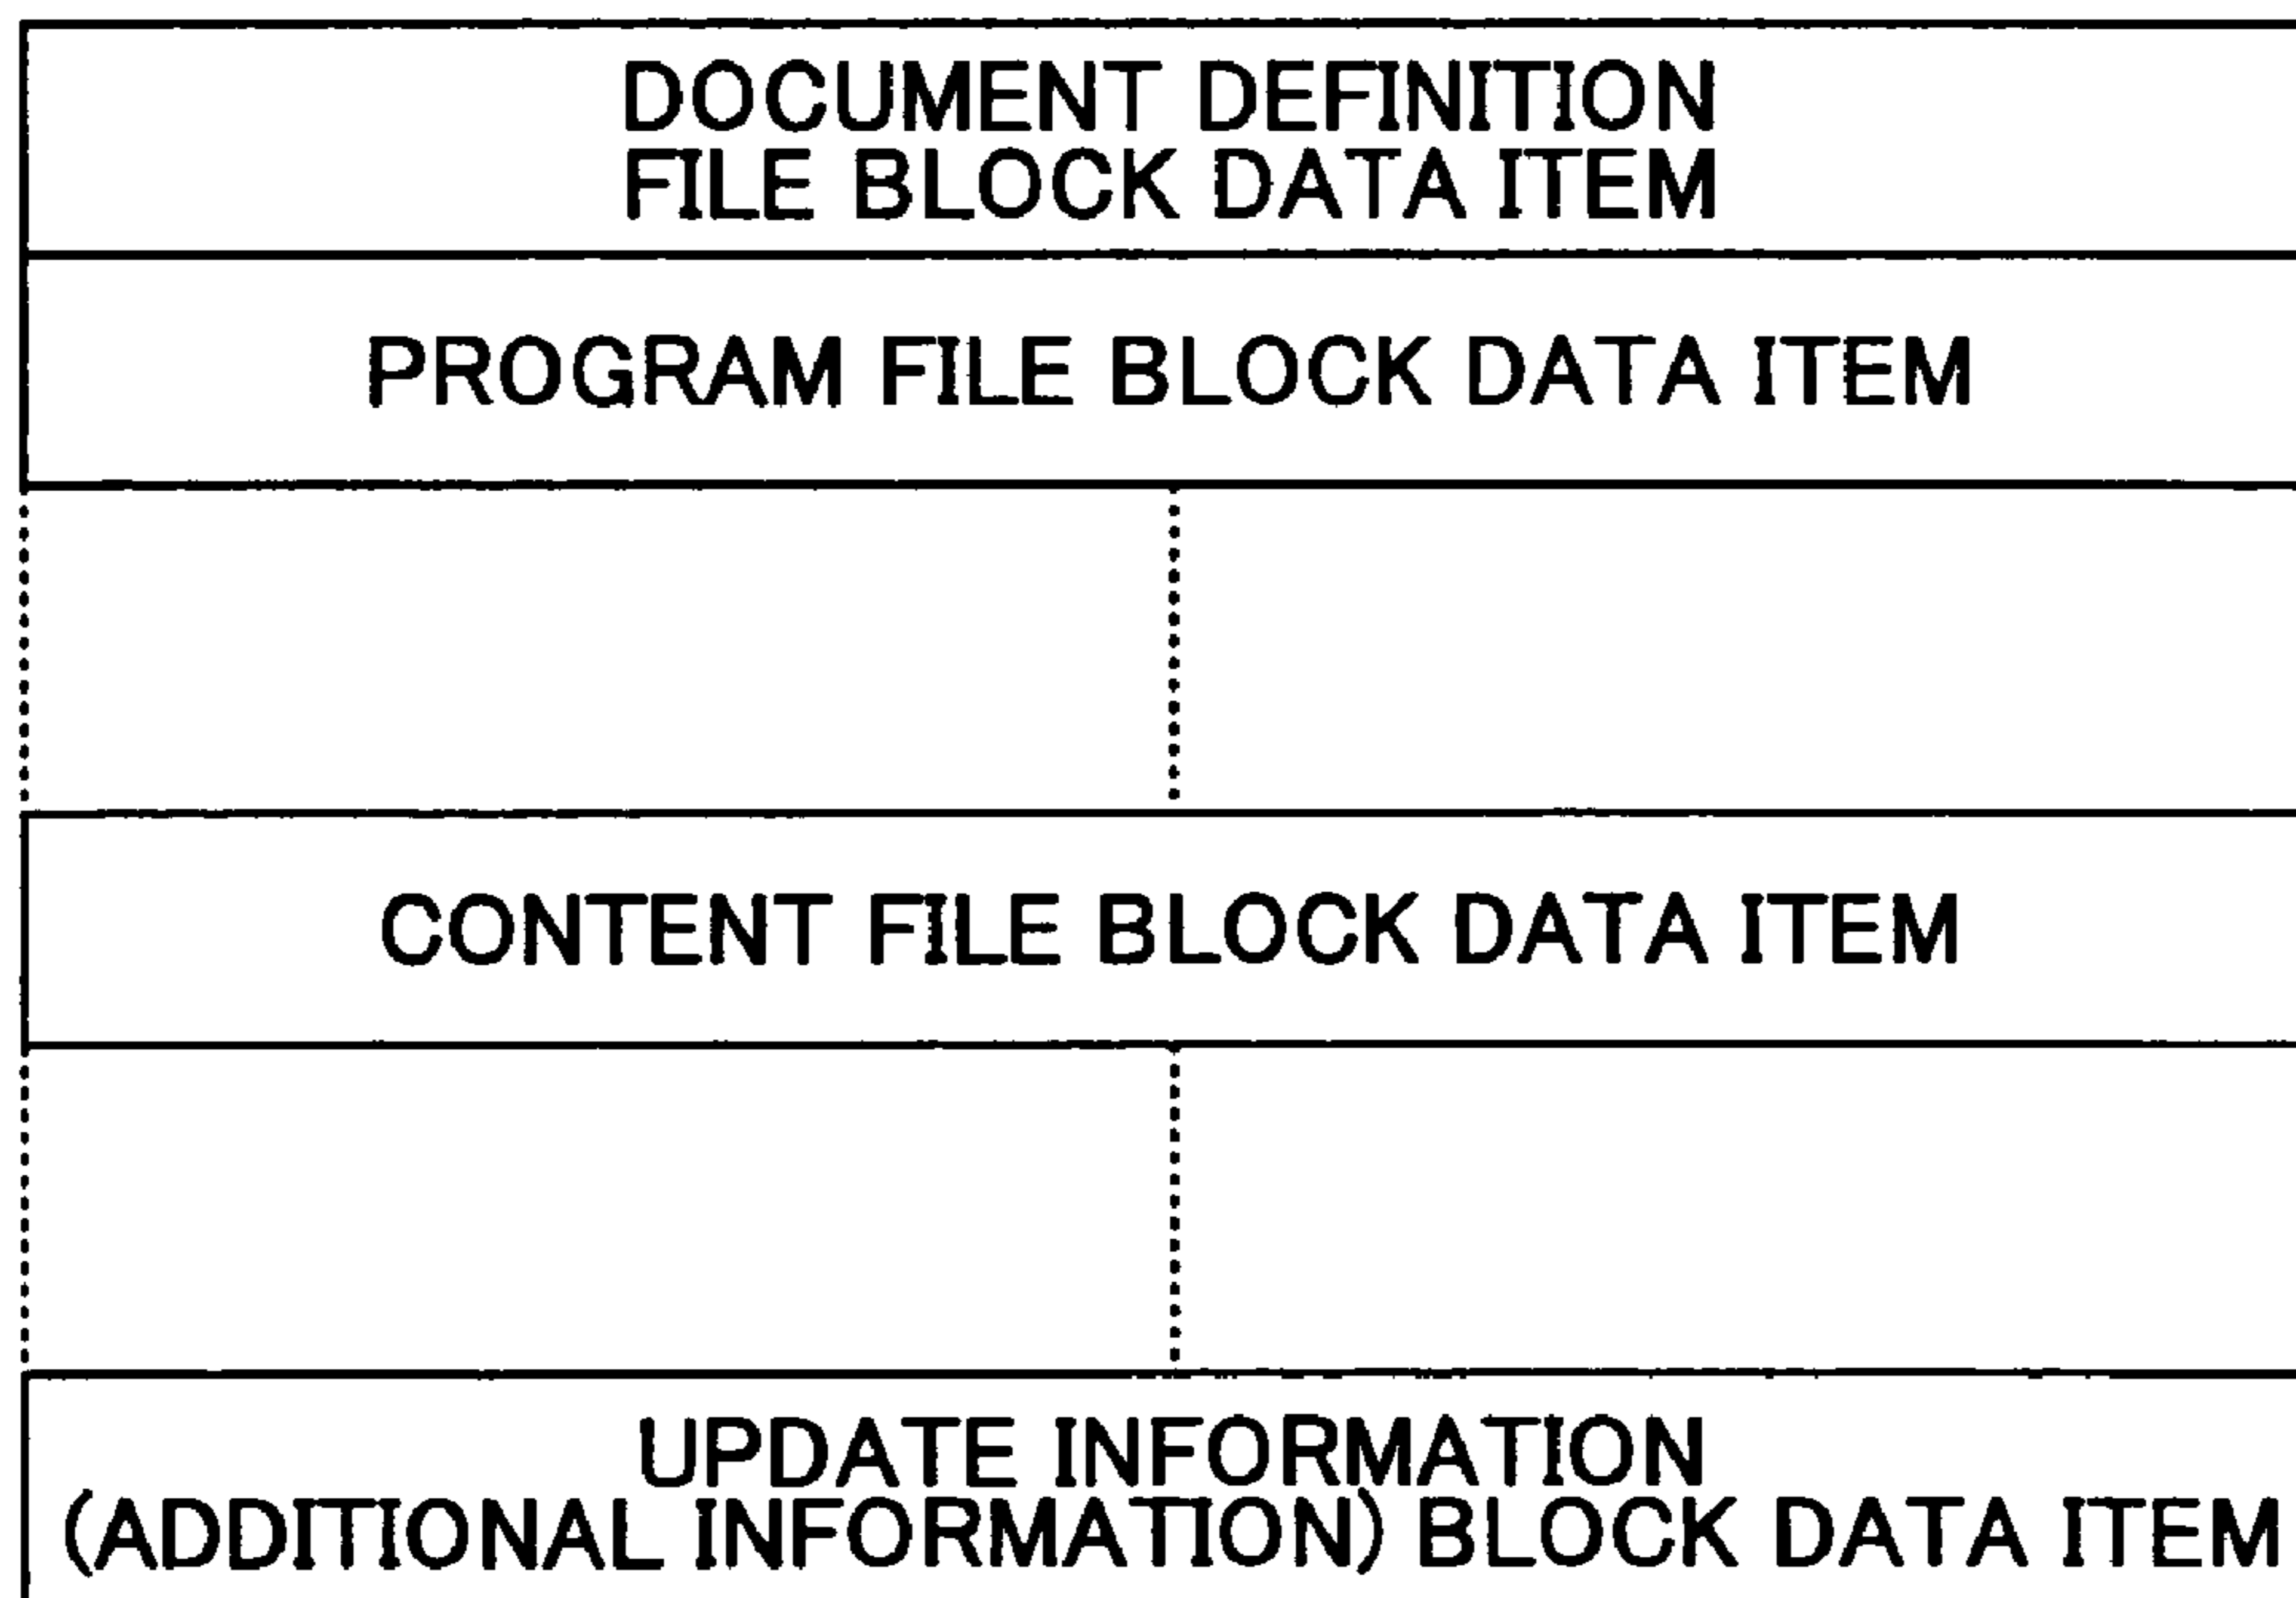 DOCUMENT DEFINITION
FILE BLOCK DATA ITEM
PROGRAM FILE BLOCK DATA ITEM
CONTENT FILE BLOCK DATA ITEM
UPDATE INFORMATION
(ADDITIONAL INFORMATION) BLOCK DATA ITEM